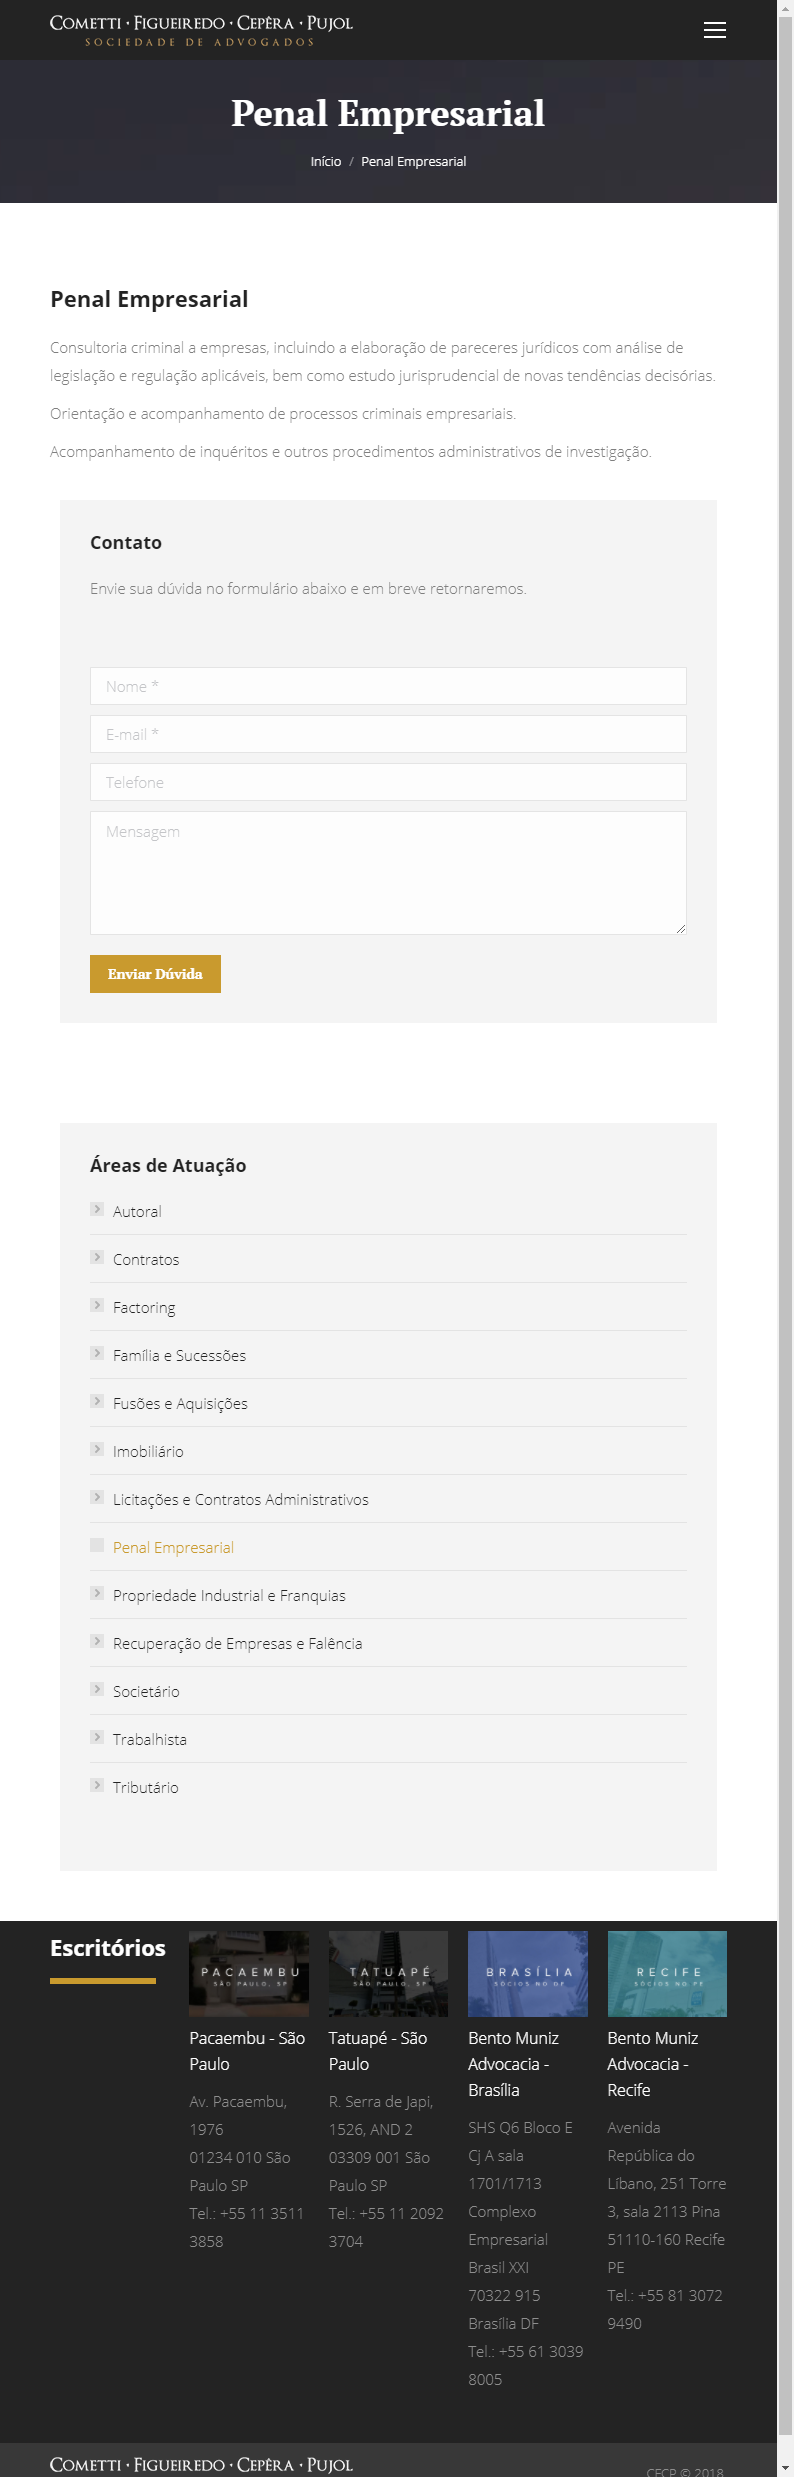 Cometti · Figueiredo · Cepêra · Pujol
SOCIEDADE DE ADVOGADOS
Penal Empresarial
Início / Penal Empresarial
Penal Empresarial
Consultoria criminal a empresas, incluindo a elaboração de pareceres jurídicos com análise de
legislação e regulação aplicáveis, bem como estudo jurisprudencial de novas tendências decisórias.
Orientação e acompanhamento de processos criminais empresariais.
Acompanhamento de inquéritos e outros procedimentos administrativos de investigação.
Contato
Envie sua dúvida no formulário abaixo e em breve retornaremos.
Nome *
E-mail *
Telefone
Mensagem
Enviar Dúvida
Áreas de Atuação
Autoral
Contratos
Factoring
Família e Sucessões
Fusões e Aquisições
Imobiliário
Licitações e Contratos Administrativos
Penal Empresarial
Propriedade Industrial e Franquias
Recuperação de Empresas e Falência
Societário
Trabalhista
Tributário
Escritórios
PACAEMBU
SÃO PAULO, SP
Pacaembu - São
Paulo
Av. Pacaembu,
1976
01234 010 São
Paulo SP
Tel.: +55 11 3511
3858
TATUAPÉ
SÃO PAULO, SP
Tatuapé - São
Paulo
R. Serra de Japi,
1526, AND 2
03309 001 São
Paulo SP
Tel.: +55 11 2092
3704
BRASÍLIA
SÓCIOS NO DF
Bento Muniz
Advocacia -
Brasília
SHS Q6 Bloco E
Cj A sala
1701/1713
Complexo
Empresarial
Brasil XXI
70322 915
Brasília DF
Tel.: +55 61 3039
8005
RECIFE
SÓCIOS NO PE
Bento Muniz
Advocacia -
Recife
Avenida
República do
Líbano, 251 Torre
3, sala 2113 Pina
51110-160 Recife
PE
Tel.: +55 81 3072
9490
Cometti · Figueiredo · Cepêra · Pujol
CFCP © 2018